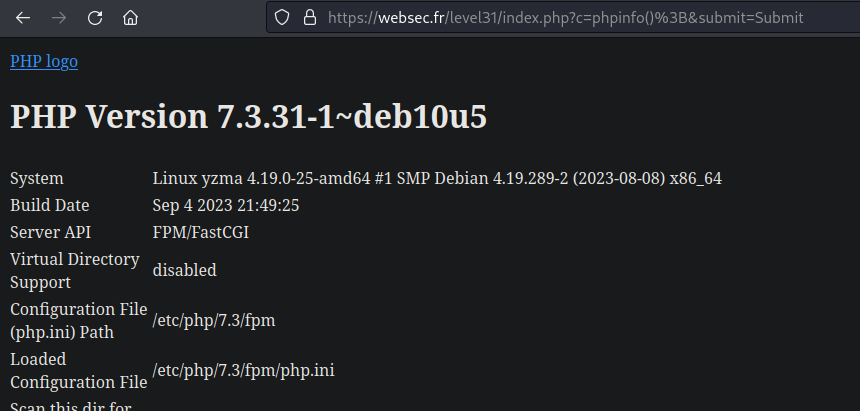 https://websec.fr/level31/index.php?c=phpinfo()%3B&submit=Submit
PHP logo
PHP Version 7.3.31-1~deb10u5
System Linux yzma 4.19.0-25-amd64 #1 SMP Debian 4.19.289-2 (2023-08-08) x86_64
Build Date Sep 4 2023 21:49:25
Server API FPM/FastCGI
Virtual Directory
Support disabled
Configuration File
(php.ini) Path /etc/php/7.3/fpm
Loaded
Configuration File /etc/php/7.3/fpm/php.ini
Scan this dir for